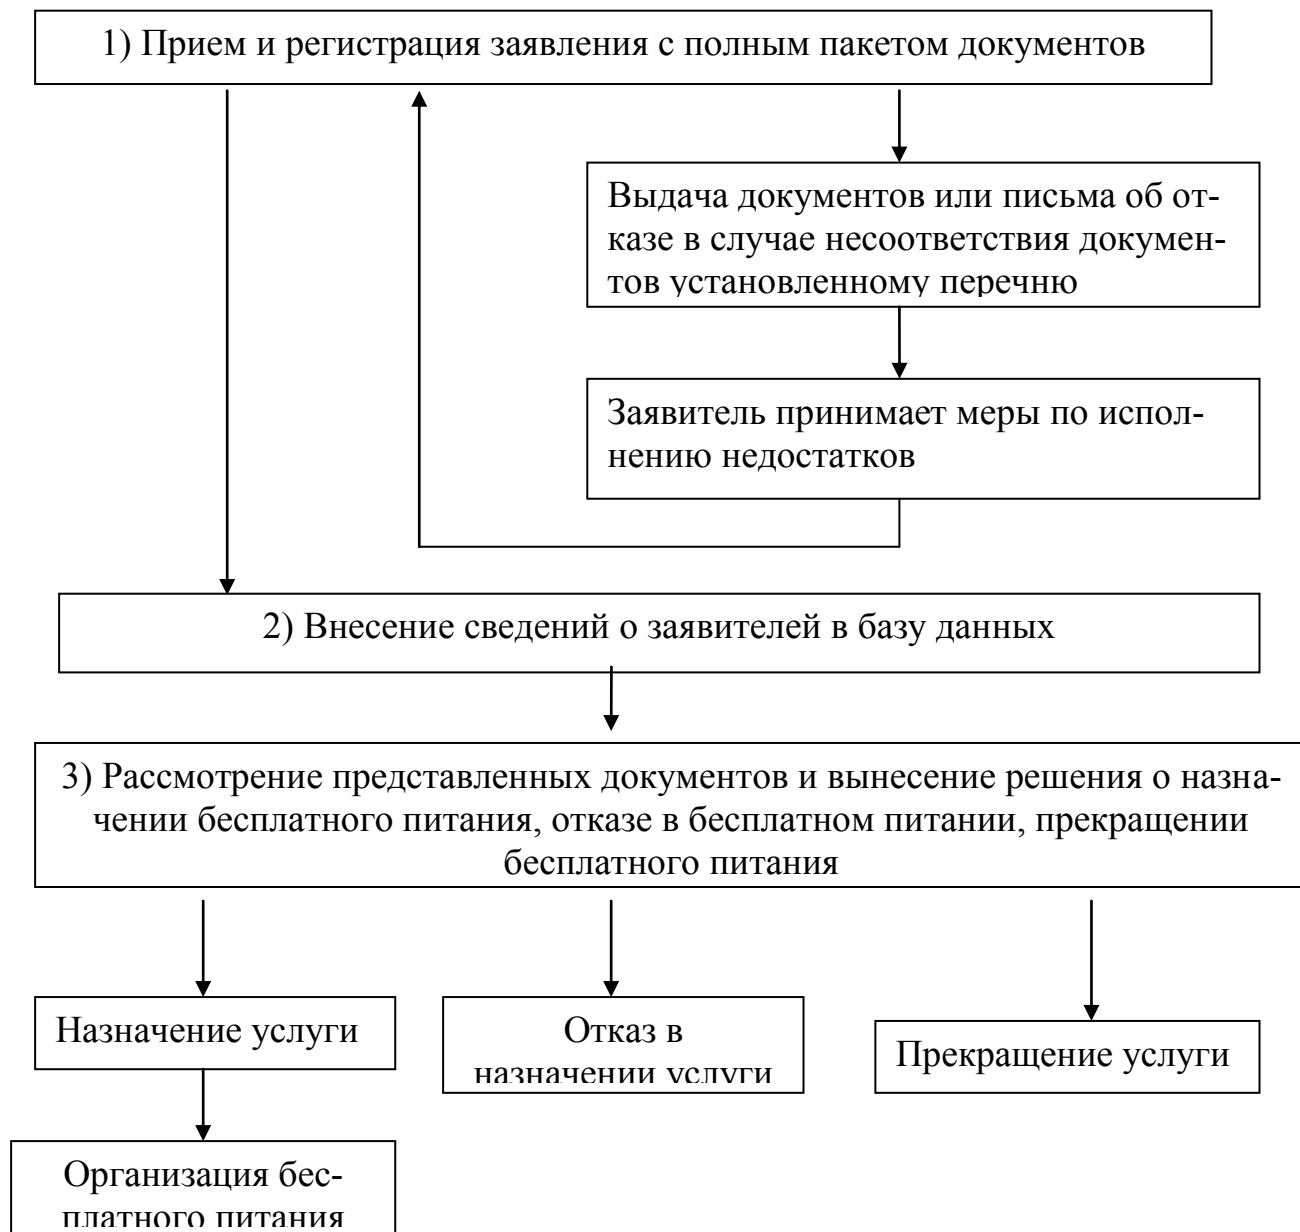 1) Прием и регистрация заявления с полным пакетом документов
Выдача документов или письма об от-
казе в случае несоответствия докумен-
тов установленному перечню
Заявитель принимает меры по испол-
нению недостатков
2) Внесение сведений о заявителей в базу данных
3) Рассмотрение представленных документов и вынесение решения о назна-
чении бесплатного питания, отказе в бесплатном питании, прекращении
бесплатного питания
Назначение услуги
Отказ в
назначении услуги
Прекращение услуги
Организация бес-
платного питания